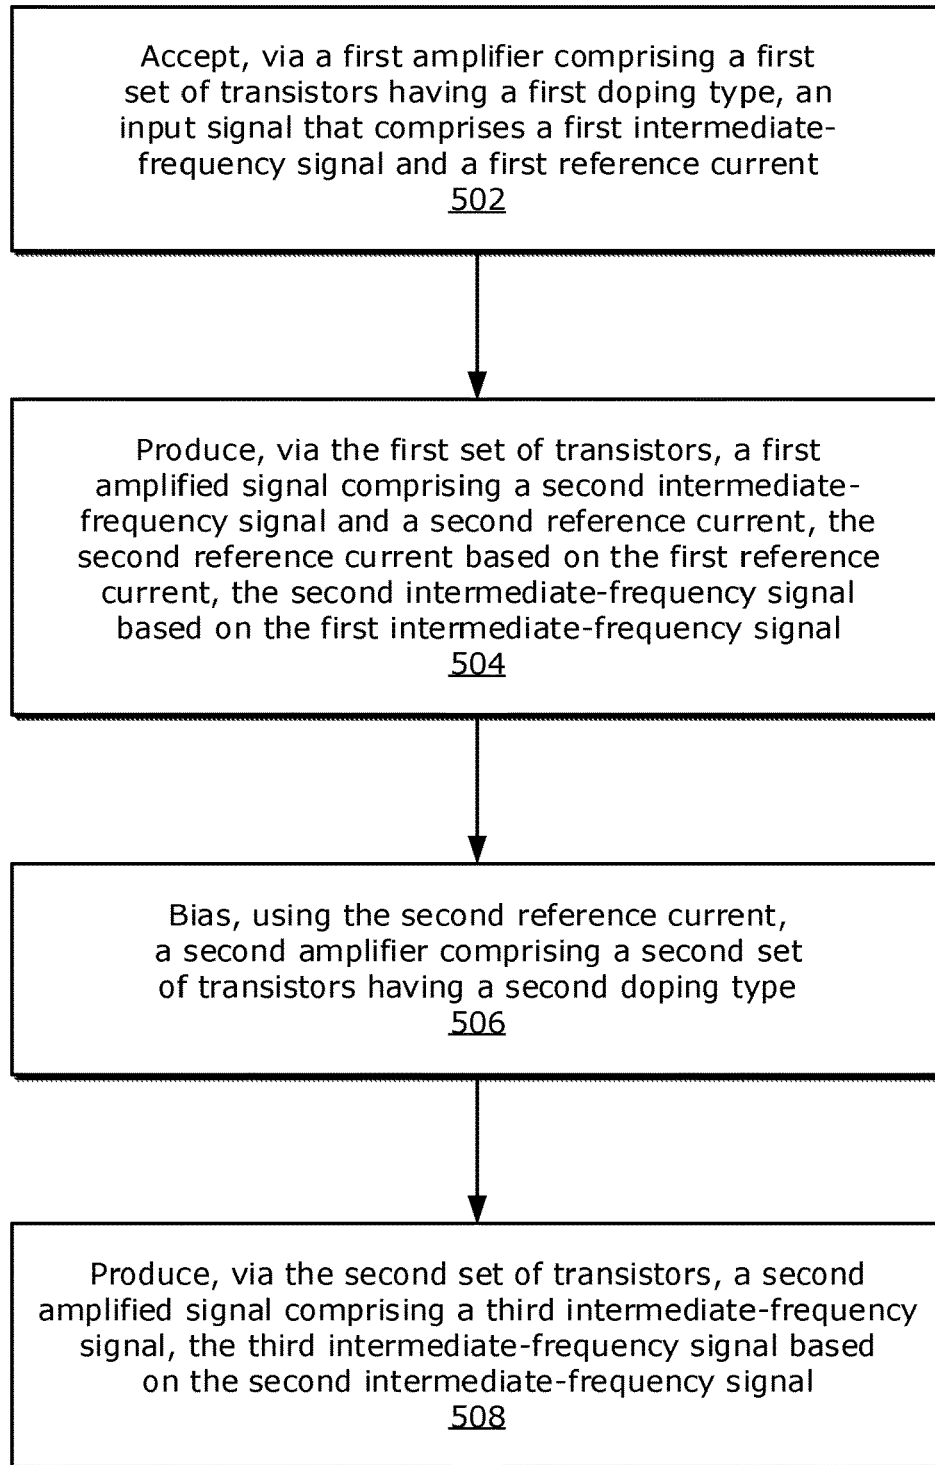 Accept, via a first amplifier comprising a first
set of transistors having a first doping type, an
input signal that comprises a first intermediate-
frequency signal and a first reference current
502
Produce, via the first set of transistors, a first
amplified signal comprising a second intermediate-
frequency signal and a second reference current, the
second reference current based on the first reference
current, the second intermediate-frequency signal
based on the first intermediate-frequency signal
504
Bias, using the second reference current,
a second amplifier comprising a second set
of transistors having a second doping type
506
Produce, via the second set of transistors, a second
amplified signal comprising a third intermediate-frequency
signal, the third intermediate-frequency signal based
on the second intermediate-frequency signal
508